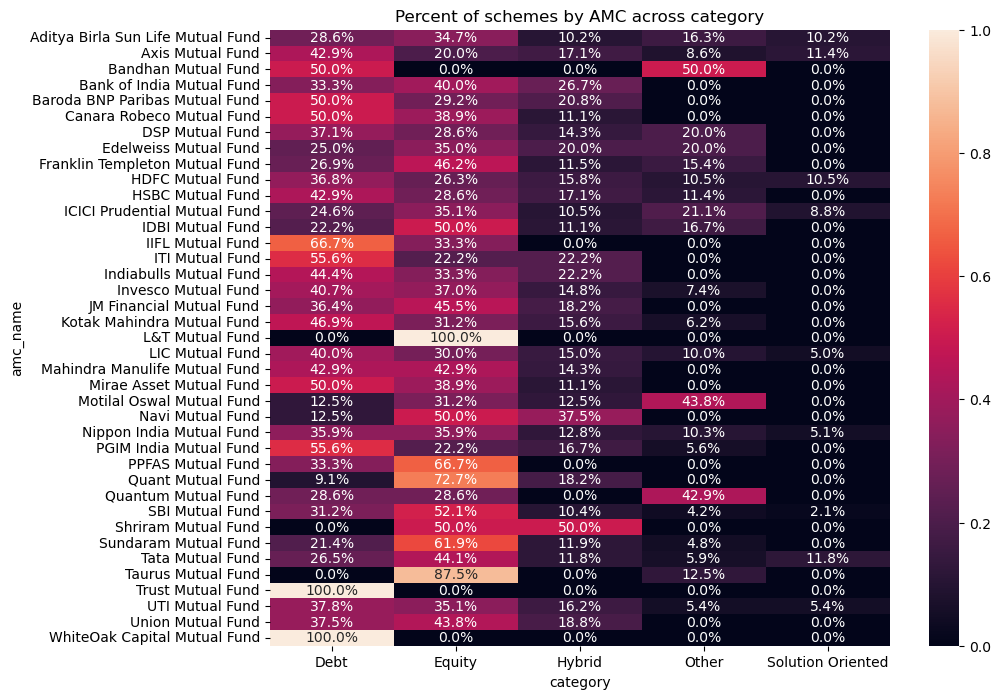 Percent of schemes by AMC across category
Aditya Birla Sun Life Mutual Fund 28.6% 34.7% 10.2% 16.3% 10.2%
Axis Mutual Fund 42.9% 20.0% 17.1% 8.6% 11.4%
Bandhan Mutual Fund 50.0% 0.0% 0.0% 50.0% 0.0%
Bank of India Mutual Fund 33.3% 40.0% 26.7% 0.0% 0.0%
Baroda BNP Paribas Mutual Fund 50.0% 29.2% 20.8% 0.0% 0.0%
Canara Robeco Mutual Fund 50.0% 38.9% 11.1% 0.0% 0.0%
DSP Mutual Fund 37.1% 28.6% 14.3% 20.0% 0.0%
Edelweiss Mutual Fund 25.0% 35.0% 20.0% 20.0% 0.0%
Franklin Templeton Mutual Fund 26.9% 46.2% 11.5% 15.4% 0.0%
HDFC Mutual Fund 36.8% 26.3% 15.8% 10.5% 10.5%
HSBC Mutual Fund 42.9% 28.6% 17.1% 11.4% 0.0%
ICICI Prudential Mutual Fund 24.6% 35.1% 10.5% 21.1% 8.8%
IDBI Mutual Fund 22.2% 50.0% 11.1% 16.7% 0.0%
IIFL Mutual Fund 66.7% 33.3% 0.0% 0.0% 0.0%
ITI Mutual Fund 55.6% 22.2% 22.2% 0.0% 0.0%
Indiabulls Mutual Fund 44.4% 33.3% 22.2% 0.0% 0.0%
Invesco Mutual Fund 40.7% 37.0% 14.8% 7.4% 0.0%
JM Financial Mutual Fund 36.4% 45.5% 18.2% 0.0% 0.0%
Kotak Mahindra Mutual Fund 46.9% 31.2% 15.6% 6.2% 0.0%
L&T Mutual Fund 0.0% 100.0% 0.0% 0.0% 0.0%
LIC Mutual Fund 40.0% 30.0% 15.0% 10.0% 5.0%
Mahindra Manulife Mutual Fund 42.9% 42.9% 14.3% 0.0% 0.0%
Mirae Asset Mutual Fund 50.0% 38.9% 11.1% 0.0% 0.0%
Motilal Oswal Mutual Fund 12.5% 31.2% 12.5% 43.8% 0.0%
Navi Mutual Fund 12.5% 50.0% 37.5% 0.0% 0.0%
Nippon India Mutual Fund 35.9% 35.9% 12.8% 10.3% 5.1%
PGIM India Mutual Fund 55.6% 22.2% 16.7% 5.6% 0.0%
PPFAS Mutual Fund 33.3% 66.7% 0.0% 0.0% 0.0%
Quant Mutual Fund 9.1% 72.7% 18.2% 0.0% 0.0%
Quantum Mutual Fund 28.6% 28.6% 0.0% 42.9% 0.0%
SBI Mutual Fund 31.2% 52.1% 10.4% 4.2% 2.1%
Shriram Mutual Fund 0.0% 50.0% 50.0% 0.0% 0.0%
Sundaram Mutual Fund 21.4% 61.9% 11.9% 4.8% 0.0%
Tata Mutual Fund 26.5% 44.1% 11.8% 5.9% 11.8%
Taurus Mutual Fund 0.0% 87.5% 0.0% 12.5% 0.0%
Trust Mutual Fund 100.0% 0.0% 0.0% 0.0% 0.0%
UTI Mutual Fund 37.8% 35.1% 16.2% 5.4% 5.4%
Union Mutual Fund 37.5% 43.8% 18.8% 0.0% 0.0%
WhiteOak Capital Mutual Fund 100.0% 0.0% 0.0% 0.0% 0.0%
Debt Equity Hybrid Other Solution Oriented
category
amc_name
1.0
0.8
0.6
0.4
0.2
0.0